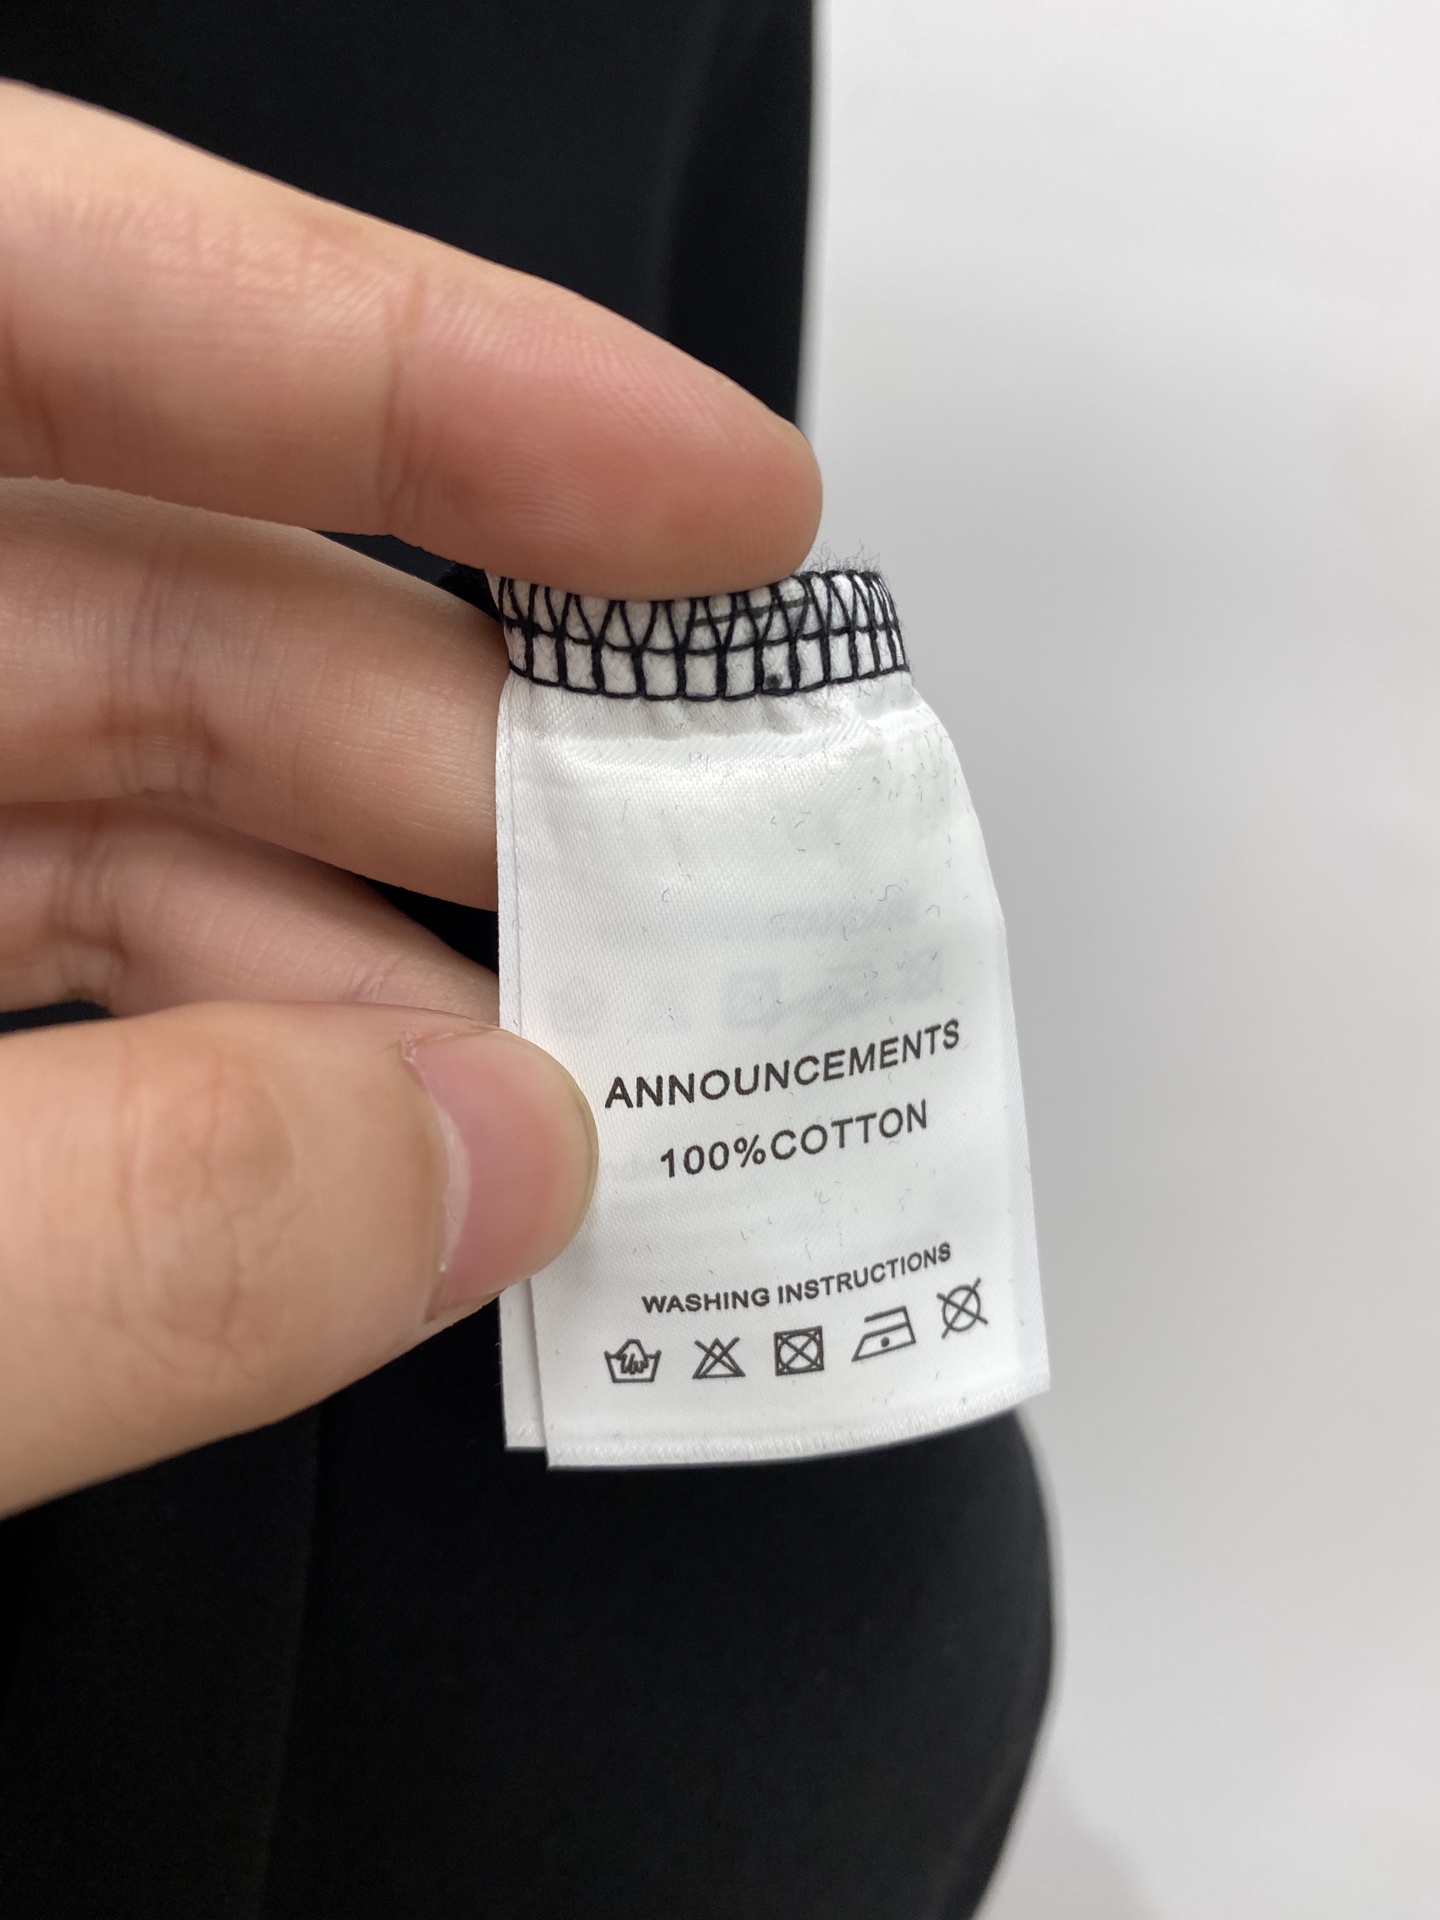 ANNOUNCEMENTS
100%COTTON
WASHING INSTRUCTIONS